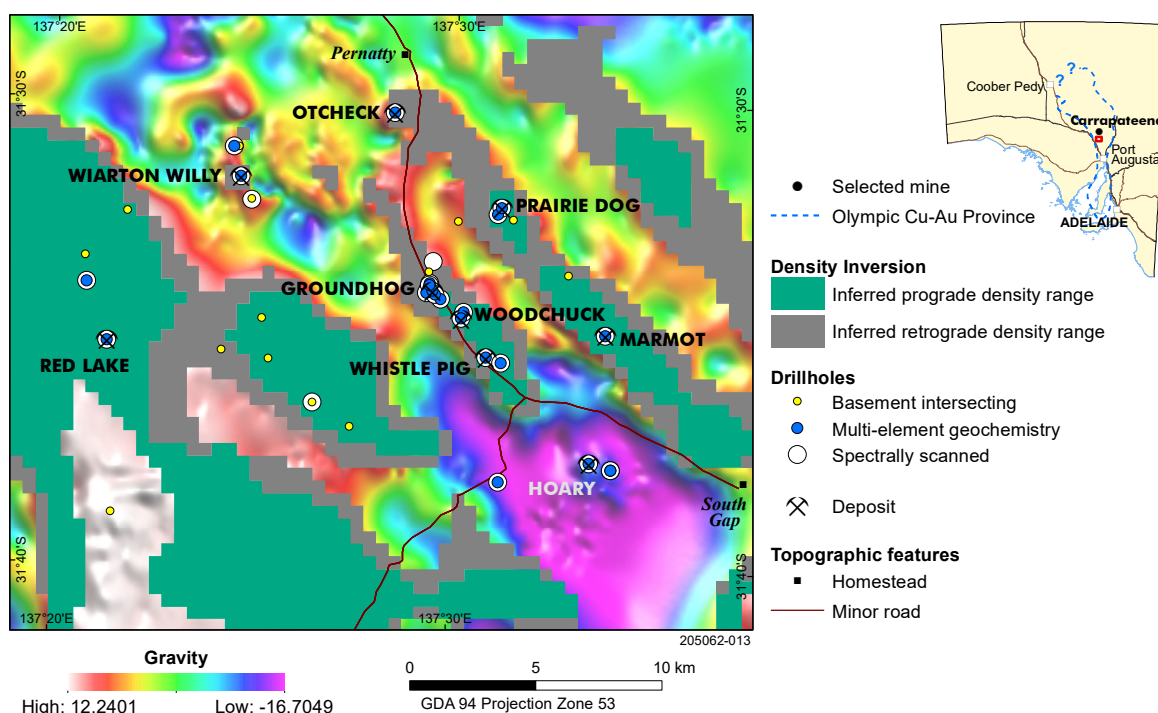 137°20'E
137°30'E
Pernatty
31°30'S
31°30'S
OTCHECK
WIARTON WILLY
PRAIRIE DOG
GROUNDHOG
WOODCHUCK
MARMOT
RED LAKE
WHISTLE PIG
HOARY
South
Gap
31°40'S
31°40'S
137°20'E
137°30'E
205062-013
Gravity
High: 12.2401
Low: -16.7049
0
5
10 km
GDA 94 Projection Zone 53
?
?
Coober Pedy
Carrapateena
Port
Augusta
ADELAIDE
Selected mine
Olympic Cu-Au Province
Density Inversion
Inferred prograde density range
Inferred retrograde density range
Drillholes
Basement intersecting
Multi-element geochemistry
Spectrally scanned
Deposit
Topographic features
Homestead
Minor road